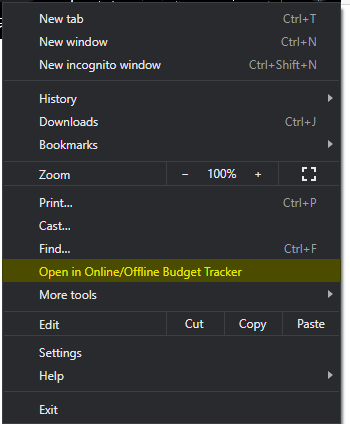 New tab Ctrl+T
New window Ctrl+N
New incognito window Ctrl+Shift+N
History
Downloads Ctrl+J
Bookmarks
Zoom − 100% +
Print... Ctrl+P
Cast...
Find... Ctrl+F
Open in Online/Offline Budget Tracker
More tools
Edit Cut Copy Paste
Settings
Help
Exit